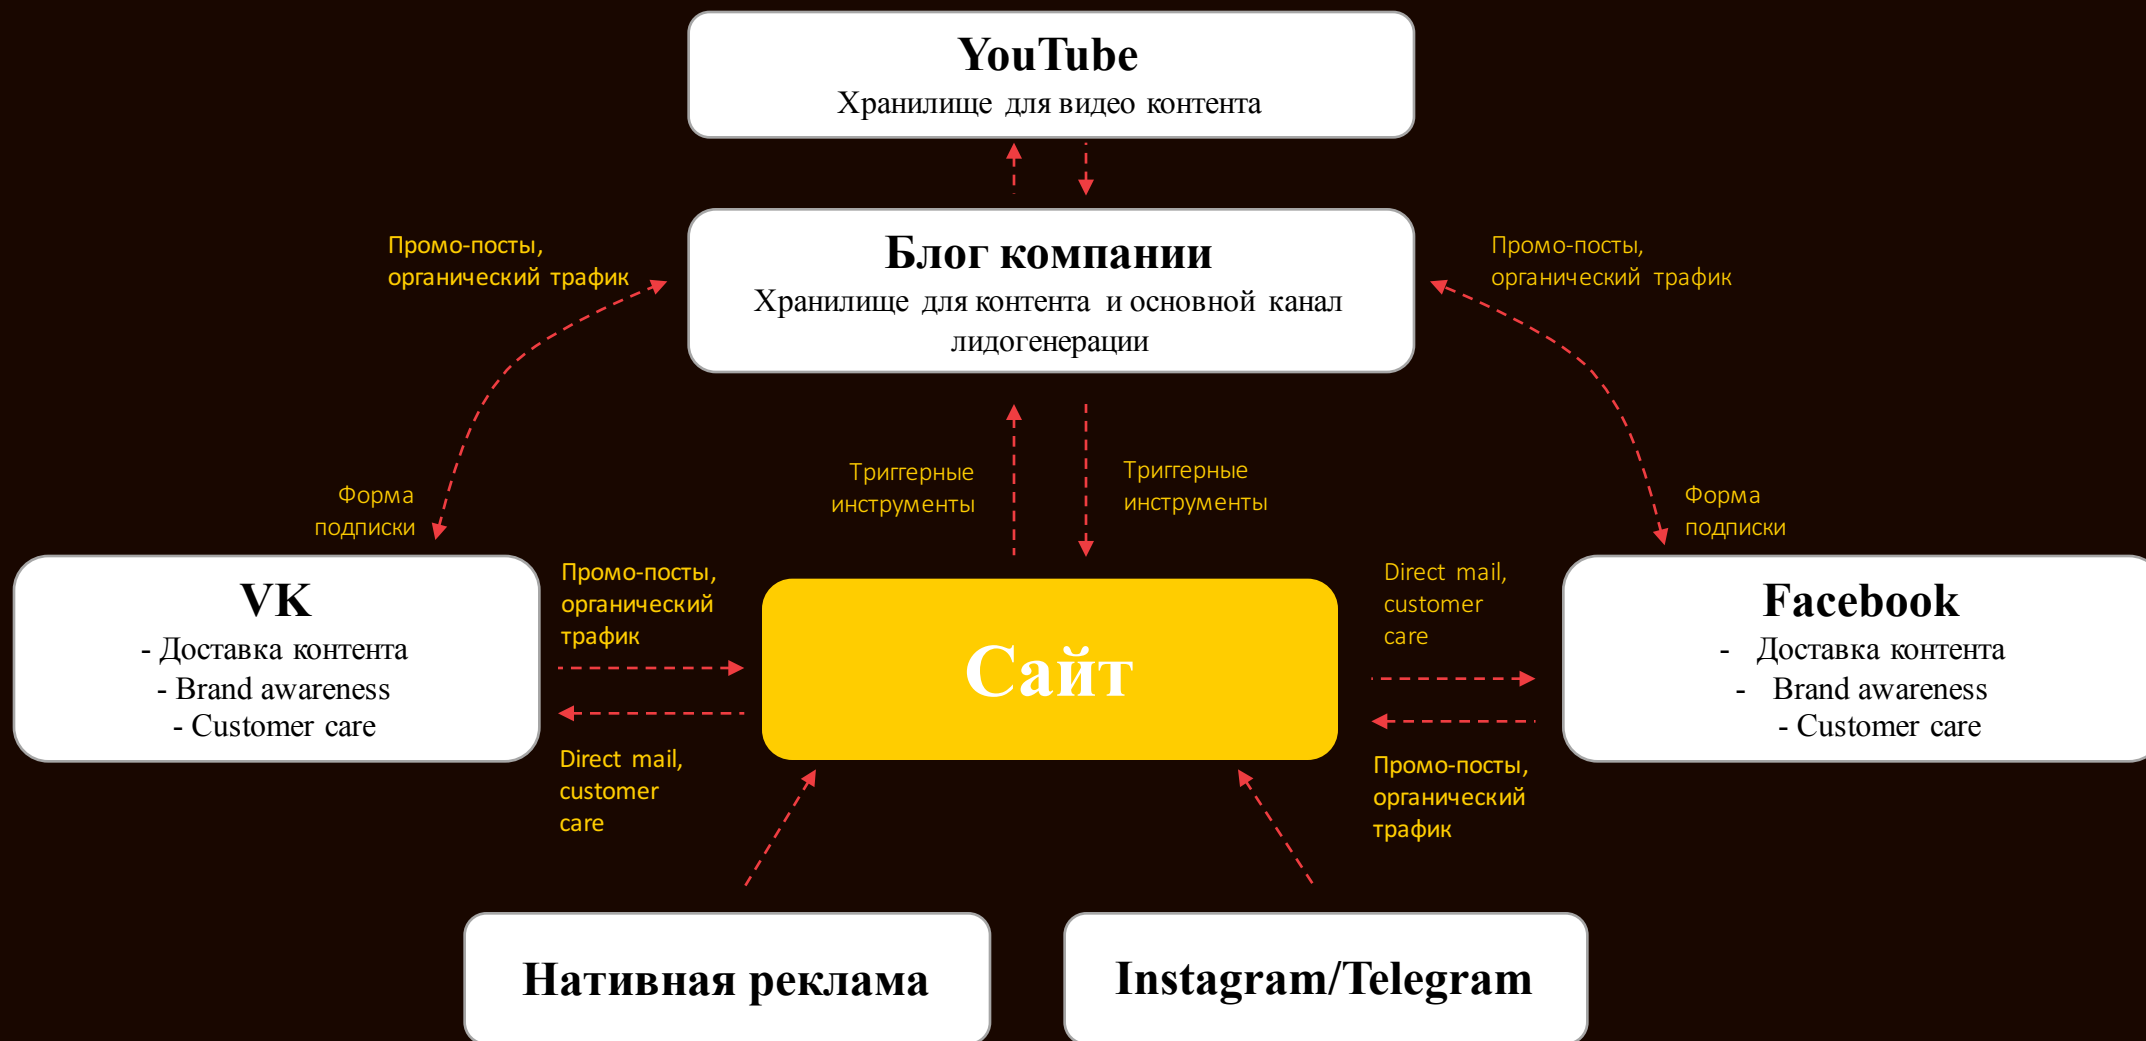 YouTube
Хранилище для видео контента
Блог компании
Хранилище для контента и основной канал
лидогенерации
Промо-посты,
органический трафик
Промо-посты,
органический трафик
Триггерные
инструменты
Триггерные
инструменты
Форма
подписки
Форма
подписки
VK
- Доставка контента
- Brand awareness
- Customer care
Промо-посты,
органический
трафик
Direct mail,
customer
care
Сайт
Direct mail,
customer
care
Промо-посты,
органический
трафик
Facebook
- Доставка контента
- Brand awareness
- Customer care
Нативная реклама
Instagram/Telegram